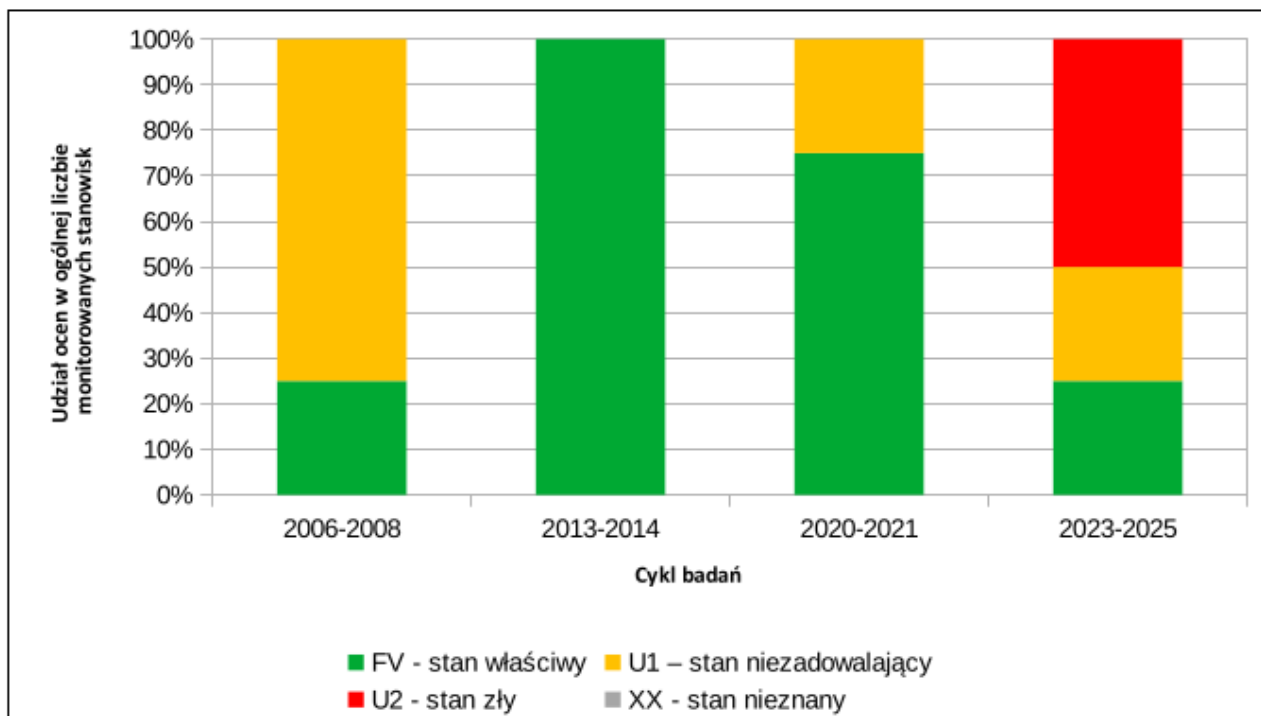 Udział ocen w ogólnej liczbie
monitorowanych stanowisk
100%
90%
80%
70%
60%
50%
40%
30%
20%
10%
0%
2006-2008 2013-2014 2020-2021 2023-2025
Cykl badań
FV - stan właściwy U1 – stan niezadowalający
U2 - stan zły XX - stan nieznany